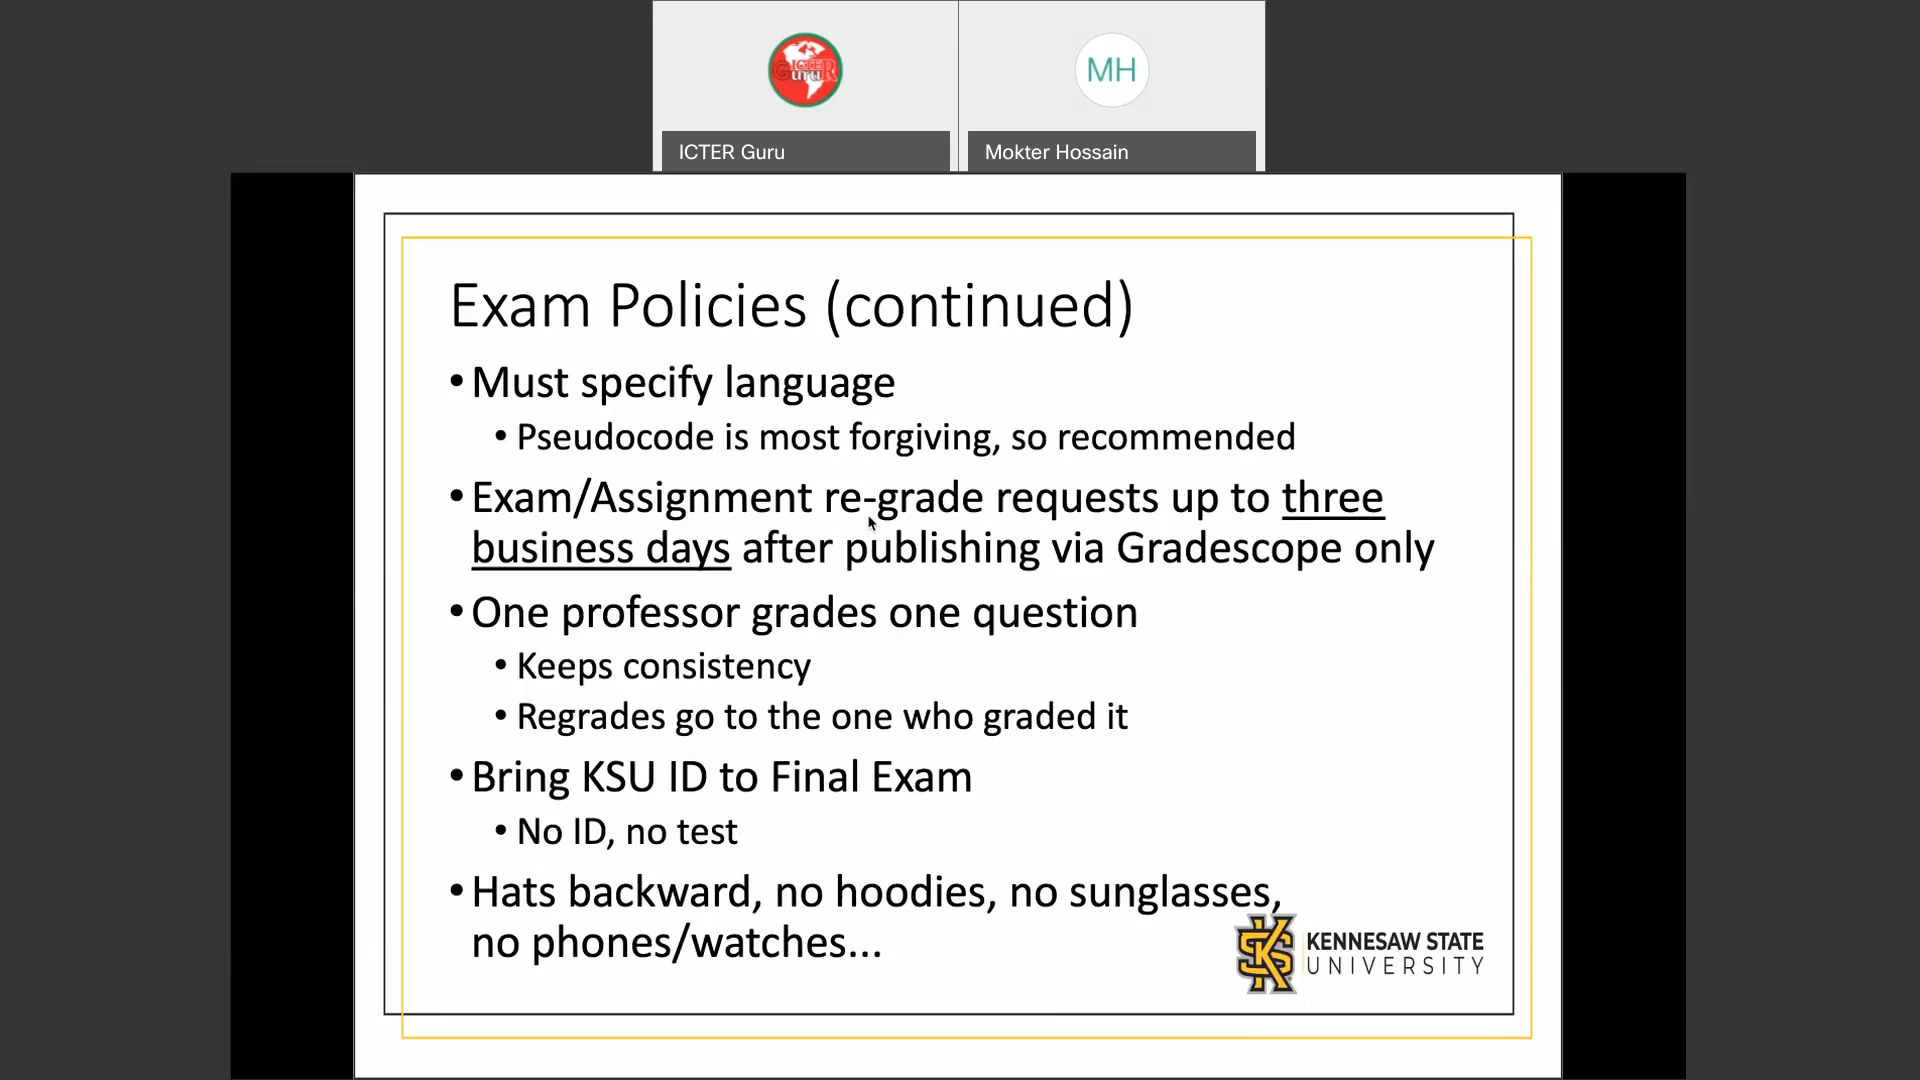 ICTER
Guru
MH
ICTER Guru
Mokter Hossain
Exam Policies (continued)
• Must specify language
• Pseudocode is most forgiving, so recommended
• Exam/Assignment re-grade requests up to three
business days after publishing via Gradescope only
• One professor grades one question
• Keeps consistency
• Regrades go to the one who graded it
• Bring KSU ID to Final Exam
• No ID, no test
• Hats backward, no hoodies, no sunglasses,
no phones/watches...
KS
KENNESAW STATE
UNIVERSITY